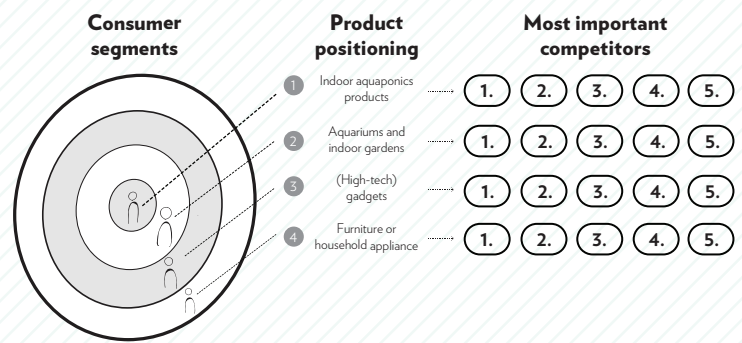 Consumer
segments
Product
positioning
Most important
competitors
1 Indoor aquaponics
products
1. 2. 3. 4. 5.
2 Aquariums and
indoor gardens
1. 2. 3. 4. 5.
3 (High-tech)
gadgets
1. 2. 3. 4. 5.
4 Furniture or
household appliance
1. 2. 3. 4. 5.